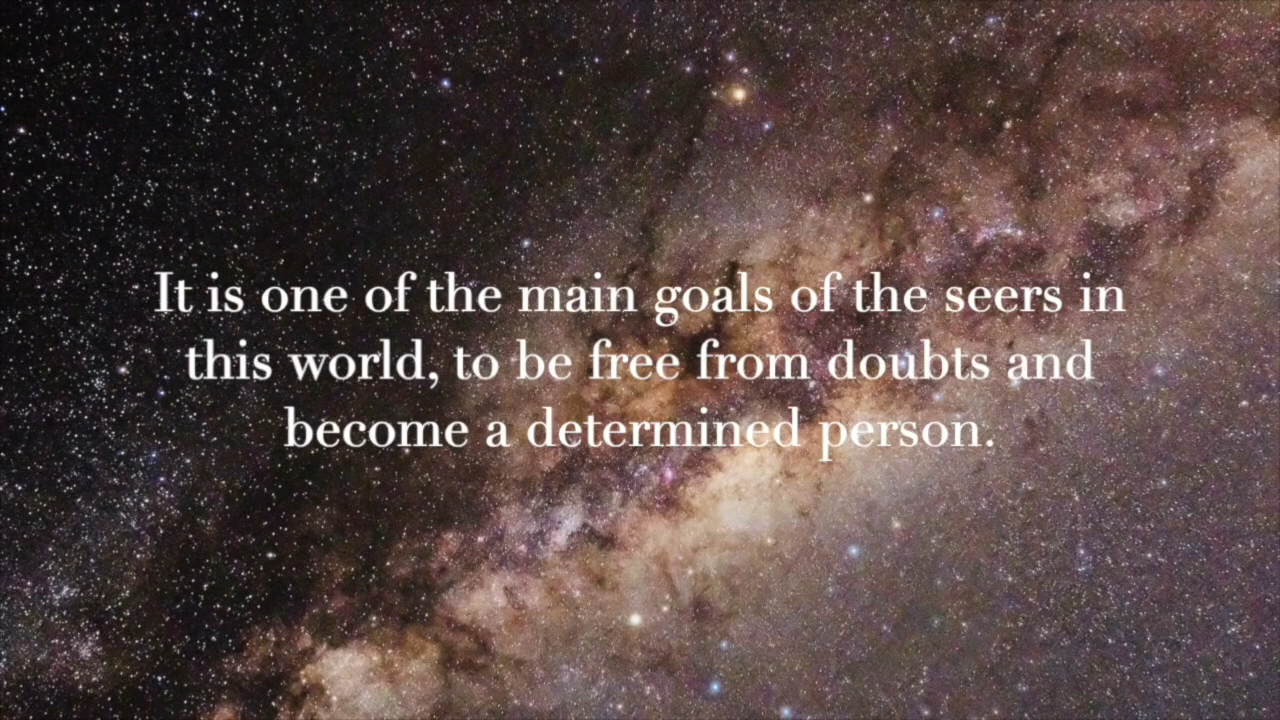 It is one of the main goals of the seers in
this world, to be free from doubts and
become a determined person.